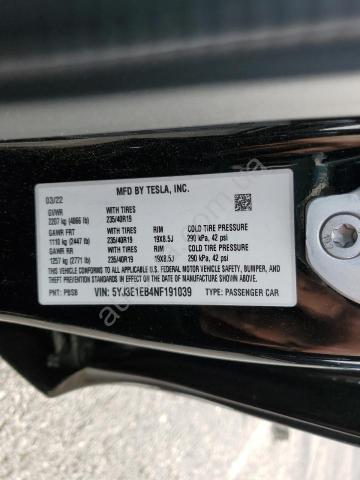 MFD BY TESLA, INC.
03/22
GVWR WITH TIRES
2207 kg (4866 lb) 235/40R19
GAWR FRT WITH TIRES RIM COLD TIRE PRESSURE
1110 kg (2447 lb) 235/40R19 19X8.5J 290 kPa, 42 psi
GAWR RR WITH TIRES RIM COLD TIRE PRESSURE
1257 kg (2771 lb) 235/40R19 19X8.5J 290 kPa, 42 psi
THIS VEHICLE CONFORMS TO ALL APPLICABLE U.S. FEDERAL MOTOR VEHICLE SAFETY, BUMPER, AND
THEFT PREVENTION STANDARDS IN EFFECT ON THE DATE OF MANUFACTURE SHOWN ABOVE.
PNT: PBSB VIN: 5YJ3E1EB4NF191039 TYPE: PASSENGER CAR